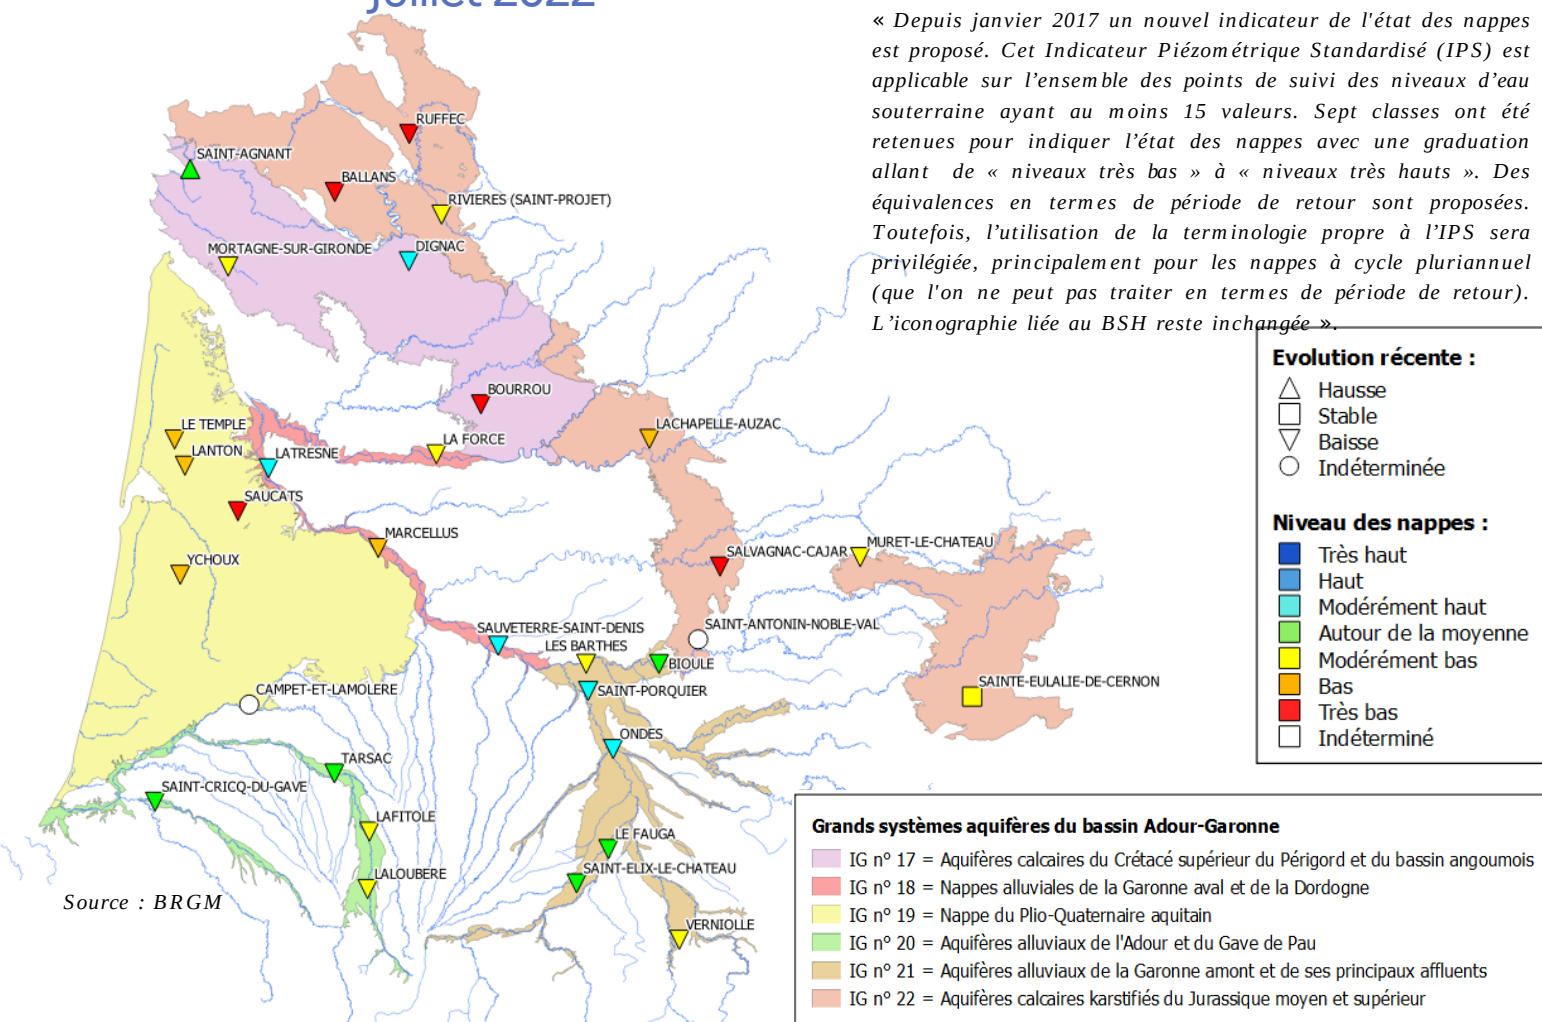 juillet 2022
« Depuis janvier 2017 un nouvel indicateur de l'état des nappes
est proposé. Cet Indicateur Piézométrique Standardisé (IPS) est
applicable sur l’ensemble des points de suivi des niveaux d’eau
souterraine ayant au moins 15 valeurs. Sept classes ont été
retenues pour indiquer l’état des nappes avec une graduation
allant de « niveaux très bas » à « niveaux très hauts ». Des
équivalences en termes de période de retour sont proposées.
Toutefois, l’utilisation de la terminologie propre à l’IPS sera
privilégiée, principalement pour les nappes à cycle pluriannuel
(que l'on ne peut pas traiter en termes de période de retour).
L’iconographie liée au BSH reste inchangée ».
RUFFEC
SAINT-AGNANT
BALLANS
RIVIERES (SAINT-PROJET)
MORTAGNE-SUR-GIRONDE
DIGNAC
BOURROU
LE TEMPLE
LACHAPELLE-AUZAC
LA FORCE
LANTON
LATRESNE
SAUCATS
MARCELLUS
MURET-LE-CHATEAU
SALVAGNAC-CAJAR
YCHOUX
SAUVETERRE-SAINT-DENIS
SAINT-ANTONIN-NOBLE-VAL
LES BARTHES
BIOULE
SAINTE-EULALIE-DE-CERNON
CAMPET-ET-LAMOLERE
SAINT-PORQUIER
ONDES
TARSAC
SAINT-CRICQ-DU-GAVE
LAFITOLE
LE FAUGA
SAINT-ELIX-LE-CHATEAU
LALOUBERE
VERNIOLLE
Source : BRGM
Evolution récente :
Hausse
Stable
Baisse
Indéterminée
Niveau des nappes :
Très haut
Haut
Modérément haut
Autour de la moyenne
Modérément bas
Bas
Très bas
Indéterminé
Grands systèmes aquifères du bassin Adour-Garonne
IG n° 17 = Aquifères calcaires du Crétacé supérieur du Périgord et du bassin angoumois
IG n° 18 = Nappes alluviales de la Garonne aval et de la Dordogne
IG n° 19 = Nappe du Plio-Quaternaire aquitain
IG n° 20 = Aquifères alluviaux de l'Adour et du Gave de Pau
IG n° 21 = Aquifères alluviaux de la Garonne amont et de ses principaux affluents
IG n° 22 = Aquifères calcaires karstifiés du Jurassique moyen et supérieur